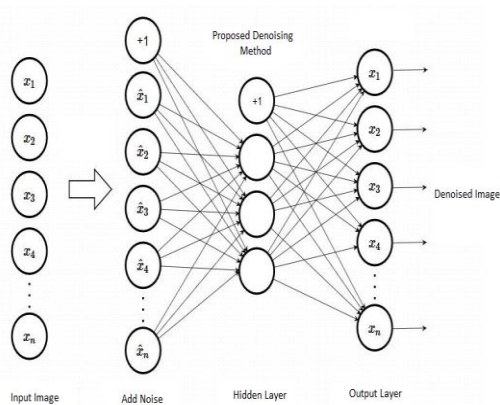 Proposed Denoising
Method
+1
x₁
x₂
x₃
x₄
xₙ
+1
x̂₁
x̂₂
x̂₃
x̂₄
x̂ₙ
x₁
x₂
x₃
x₄
xₙ
Denoised Image
Input Image
Add Noise
Hidden Layer
Output Layer